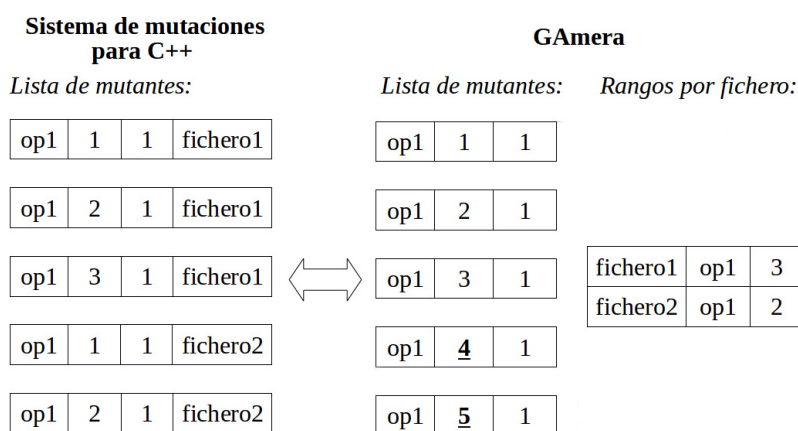 Sistema de mutaciones
para C++
Lista de mutantes:
op1 1 1 fichero1
op1 2 1 fichero1
op1 3 1 fichero1
op1 1 1 fichero2
op1 2 1 fichero2
GAmera
Lista de mutantes:
op1 1 1
op1 2 1
op1 3 1
op1 4 1
op1 5 1
Rangos por fichero:
fichero1 op1 3
fichero2 op1 2